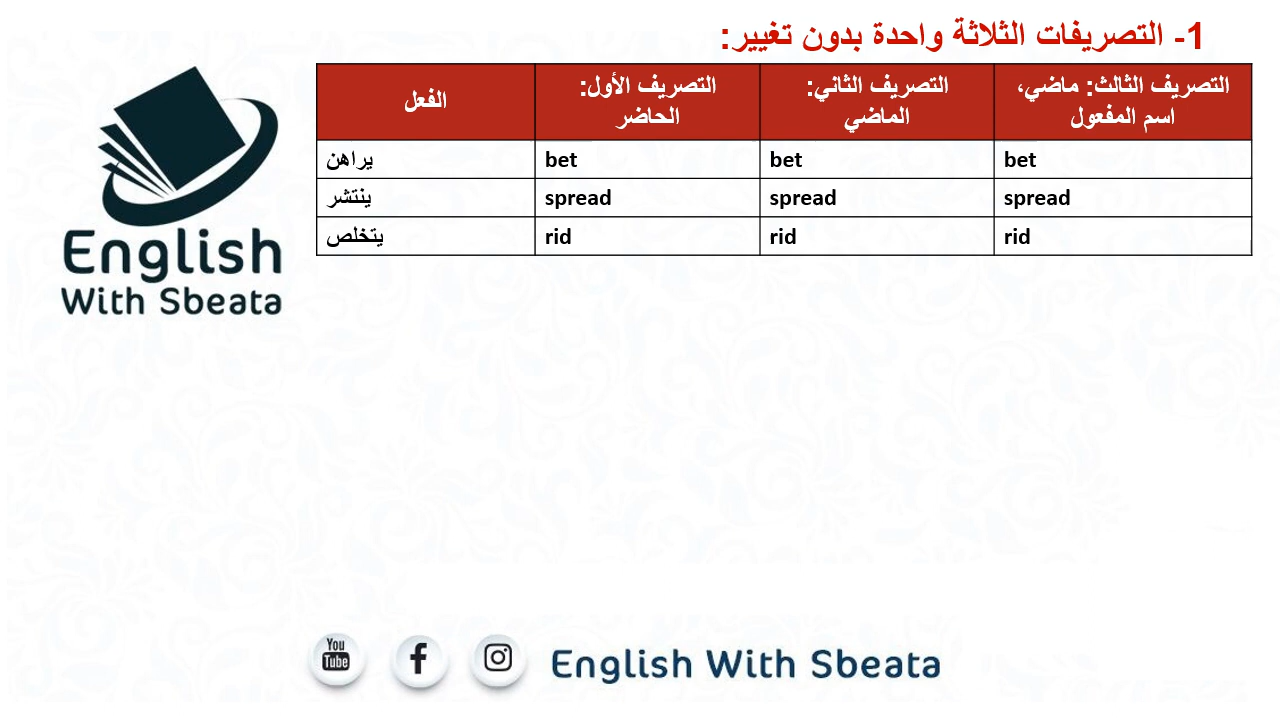 1- التصريفات الثلاثة واحدة بدون تغيير:
الفعل
التصريف الأول:
الحاضر
التصريف الثاني:
الماضي
التصريف الثالث: ماضي،
اسم المفعول
يراهن bet bet bet
ينتشر spread spread spread
يتخلص rid rid rid
English
With Sbeata
You
Tube
English With Sbeata